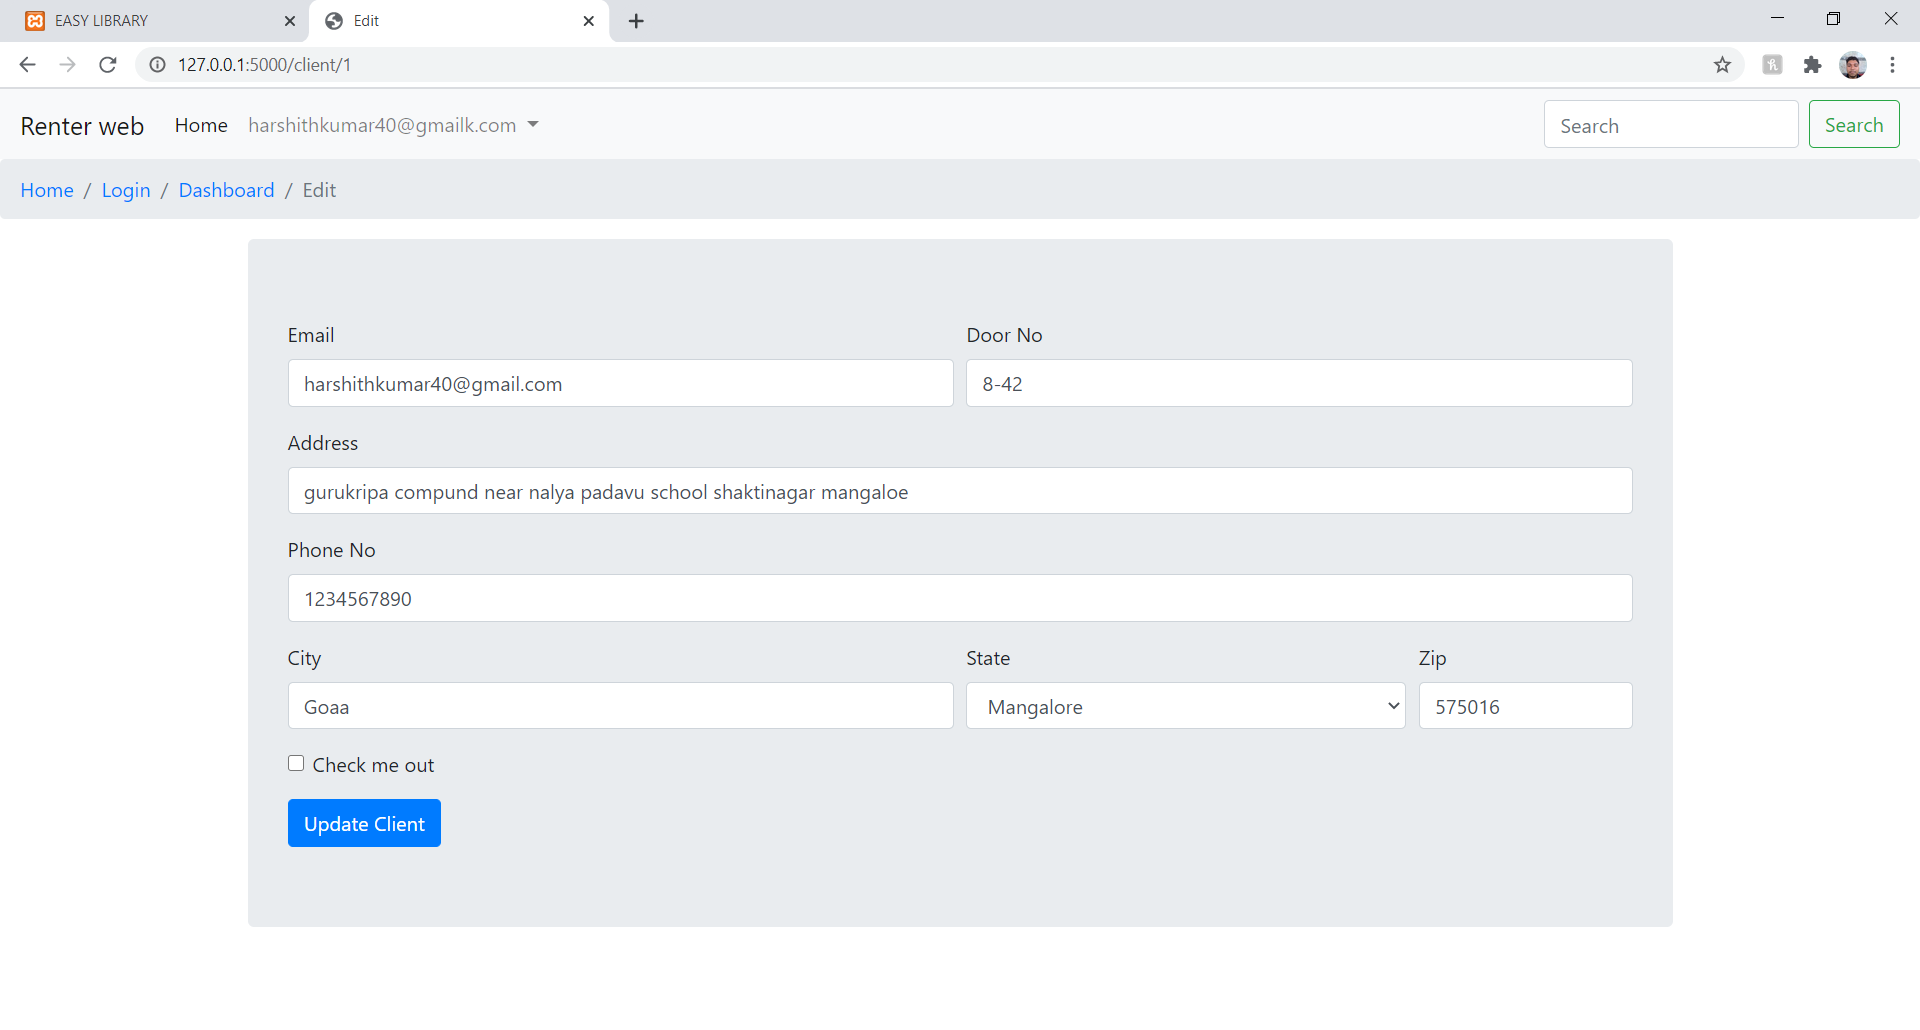 EASY LIBRARY
Edit
127.0.0.1:5000/client/1
Renter web Home harshithkumar40@gmailk.com Search Search
Home / Login / Dashboard / Edit
Email Door No
harshithkumar40@gmail.com 8-42
Address
gurukripa compund near nalya padavu school shaktinagar mangaloe
Phone No
1234567890
City State Zip
Goaa Mangalore 575016
Check me out
Update Client